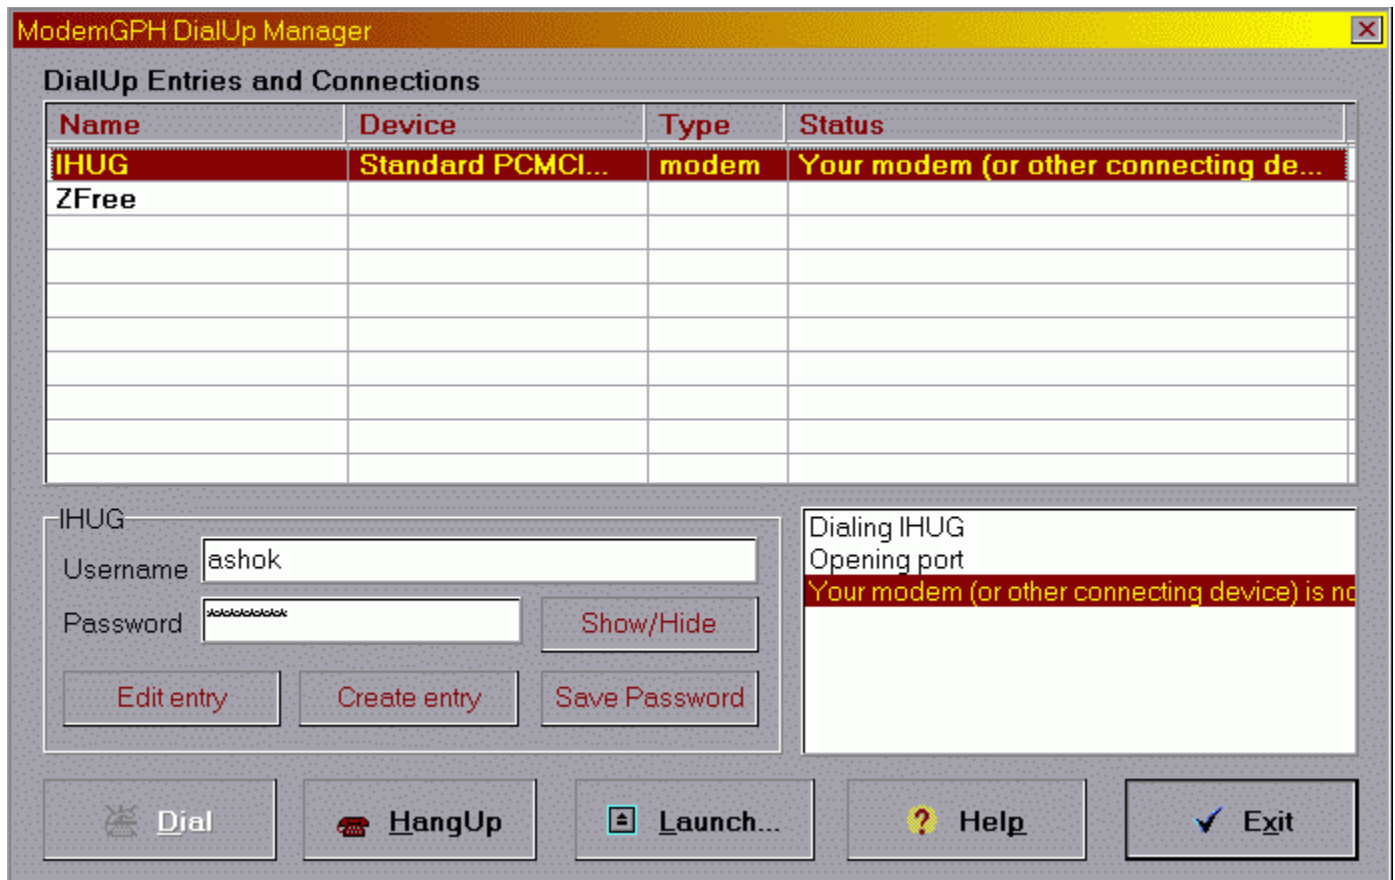 ModemGPH DialUp Manager
DialUp Entries and Connections
Name Device Type Status
IHUG Standard PCMCI... modem Your modem (or other connecting de...
ZFree
IHUG
Username ashok
Password *********
Show/Hide
Edit entry Create entry Save Password
Dialing IHUG
Opening port
Your modem (or other connecting device) is no
Dial HangUp Launch... Help Exit